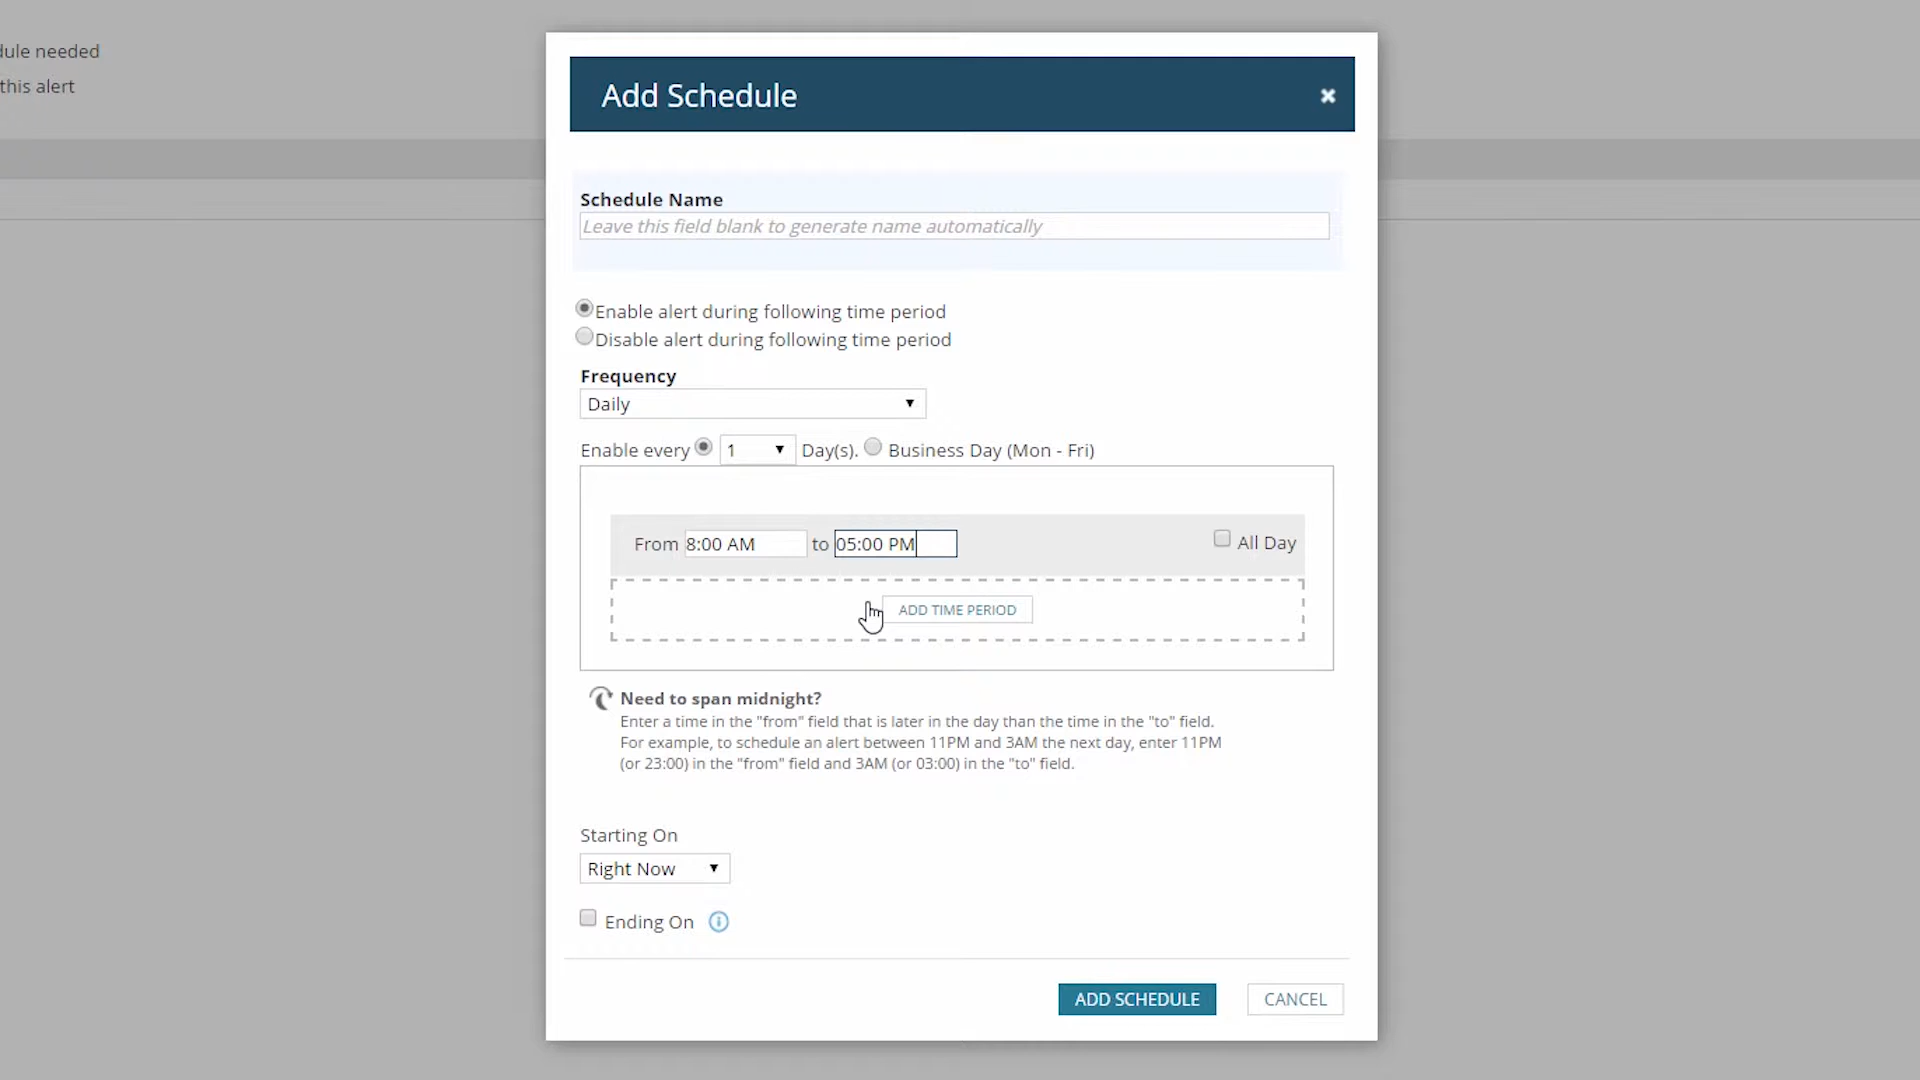 dule needed
this alert
Add Schedule
Schedule Name
Leave this field blank to generate name automatically
Enable alert during following time period
Disable alert during following time period
Frequency
Daily
Enable every 1 Day(s). Business Day (Mon - Fri)
From 8:00 AM to 05:00 PM All Day
ADD TIME PERIOD
Need to span midnight?
Enter a time in the "from" field that is later in the day than the time in the "to" field.
For example, to schedule an alert between 11PM and 3AM the next day, enter 11PM
(or 23:00) in the "from" field and 3AM (or 03:00) in the "to" field.
Starting On
Right Now
Ending On
ADD SCHEDULE CANCEL